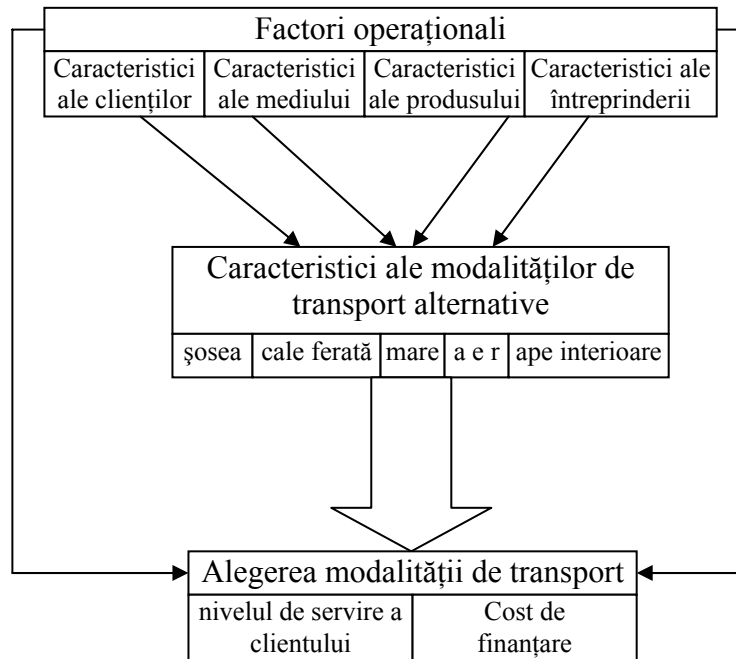 Factori operaționali
Caracteristici
ale clienților
Caracteristici
ale mediului
Caracteristici
ale produsului
Caracteristici ale
întreprinderii
Caracteristici ale modalităților de
transport alternative
şosea
cale ferată
mare
a e r
ape interioare
Alegerea modalității de transport
nivelul de servire a
clientului
Cost de
finanțare